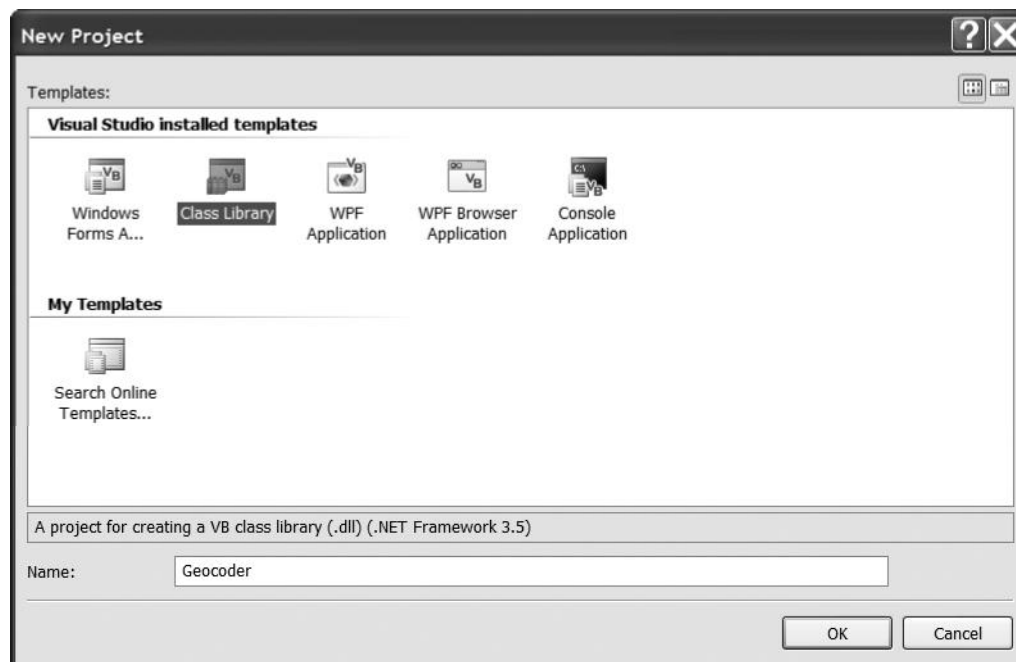 New Project
Templates:
Visual Studio installed templates
Windows Forms A...
Class Library
WPF Application
WPF Browser Application
Console Application
My Templates
Search Online Templates...
A project for creating a VB class library (.dll) (.NET Framework 3.5)
Name: Geocoder
OK Cancel